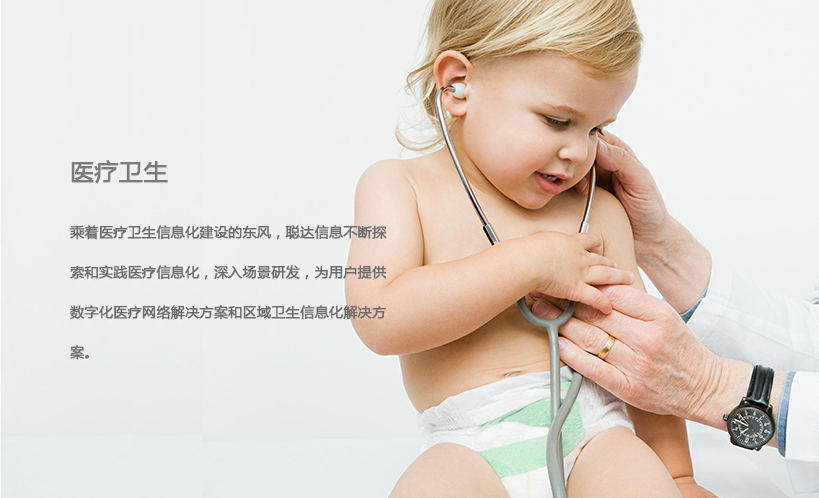 医疗卫生
乘着医疗卫生信息化建设的东风，聪达信息不断探
索和实践医疗信息化，深入场景研发，为用户提供
数字化医疗网络解决方案和区域卫生信息化解决方
案。